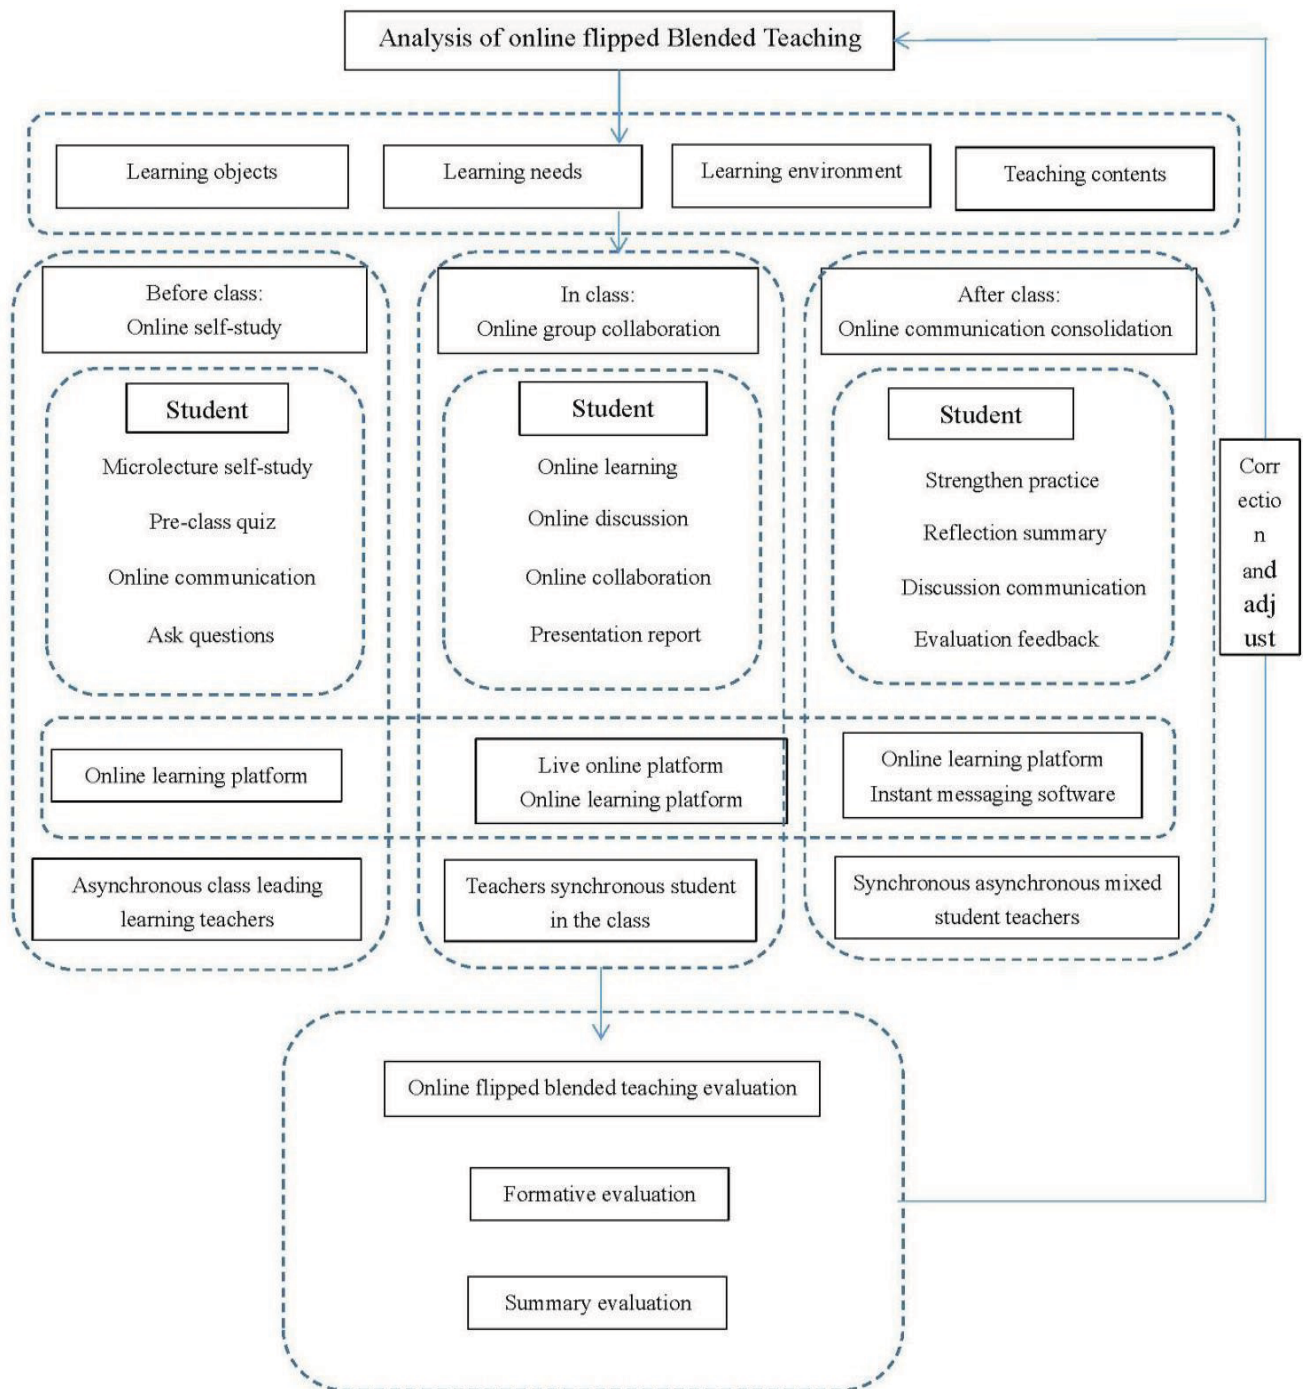 Analysis of online flipped Blended Teaching
Learning objects
Learning needs
Learning environment
Teaching contents
Before class:
Online self-study
Student
Microlecture self-study
Pre-class quiz
Online communication
Ask questions
Online learning platform
Asynchronous class leading
learning teachers
In class:
Online group collaboration
Student
Online learning
Online discussion
Online collaboration
Presentation report
Live online platform
Online learning platform
Teachers synchronous student
in the class
After class:
Online communication consolidation
Student
Strengthen practice
Reflection summary
Discussion communication
Evaluation feedback
Online learning platform
Instant messaging software
Synchronous asynchronous mixed
student teachers
Corr
ectio
n
and
adj
ust
Online flipped blended teaching evaluation
Formative evaluation
Summary evaluation